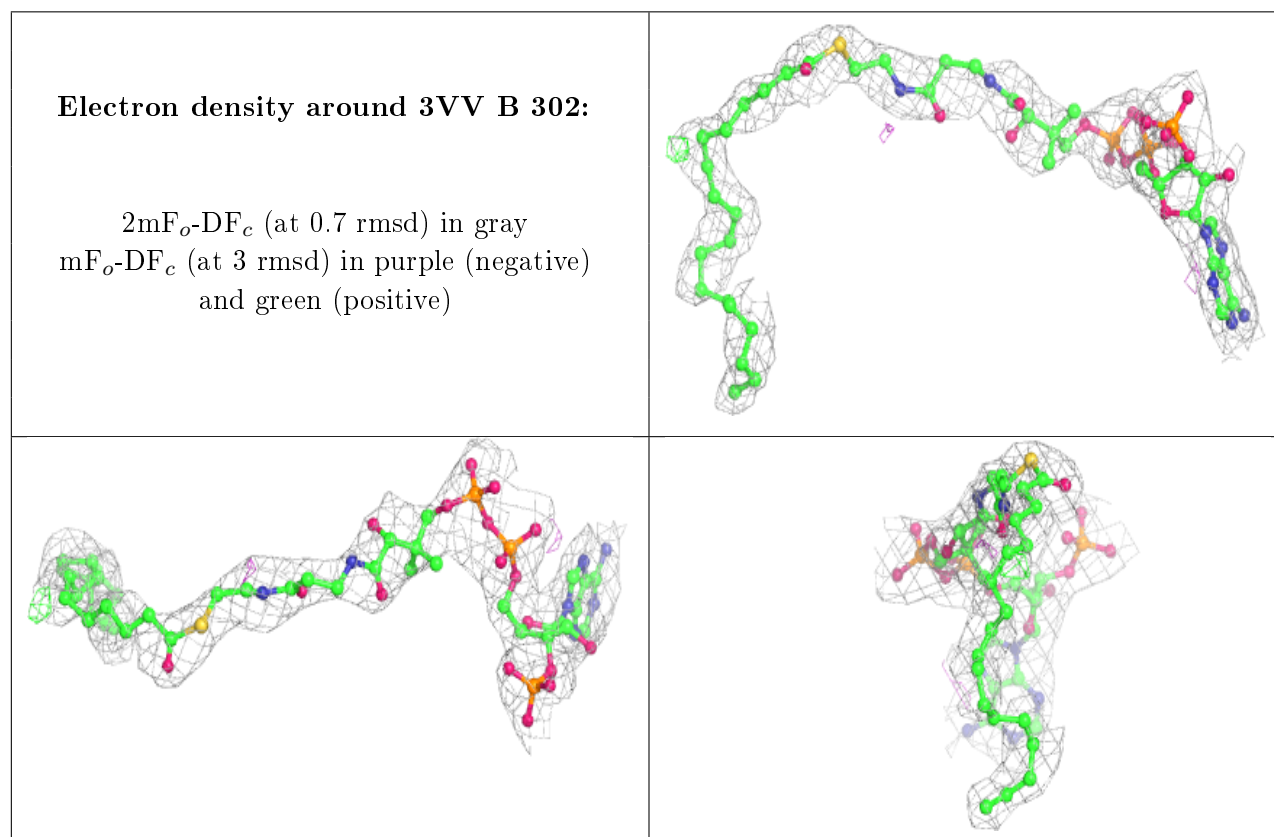 Electron density around 3VV B 302:
2mFₒ-DF𝒸 (at 0.7 rmsd) in gray
mFₒ-DF𝒸 (at 3 rmsd) in purple (negative)
and green (positive)